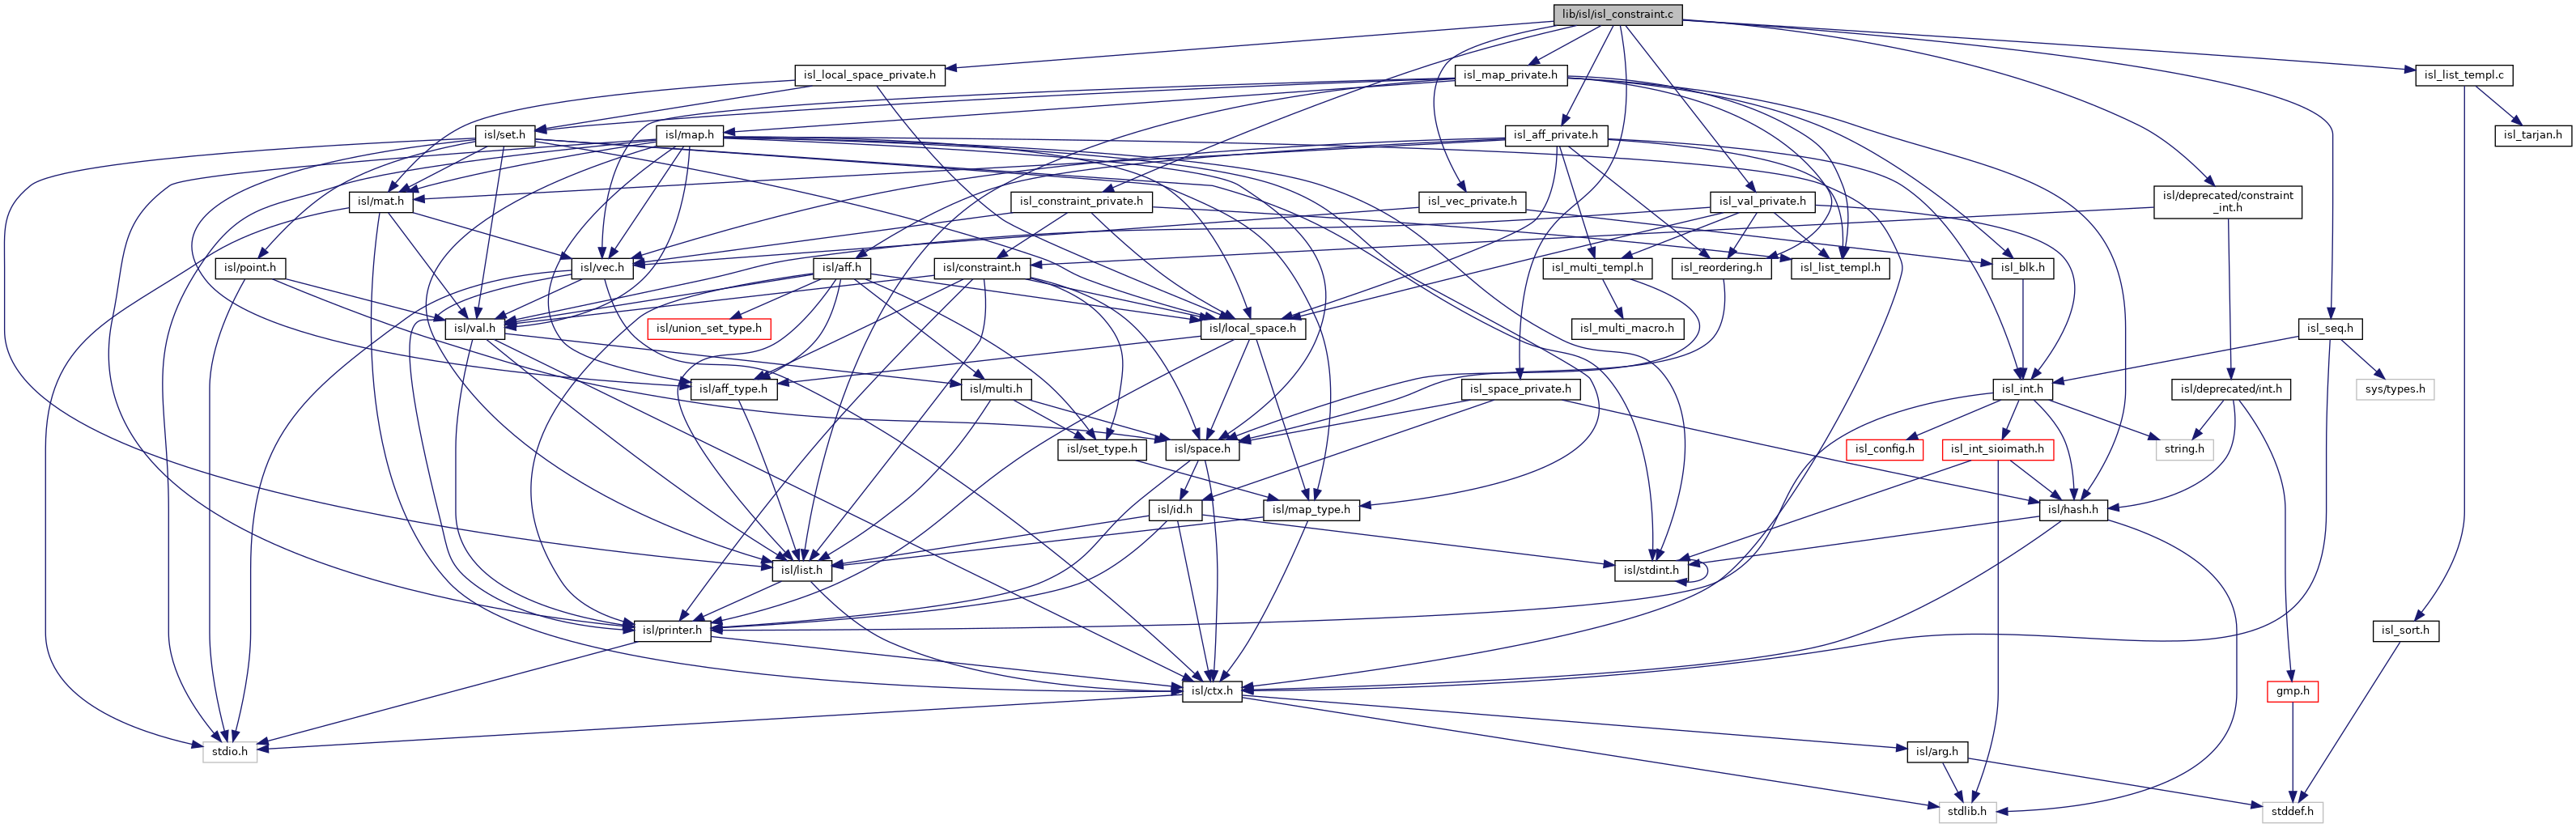 lib/isl/isl_constraint.c
isl_local_space_private.h
isl_map_private.h
isl_list_templ.c
isl/set.h
isl/map.h
isl_aff_private.h
isl_tarjan.h
isl/mat.h
isl_constraint_private.h
isl_vec_private.h
isl_val_private.h
isl/deprecated/constraint
_int.h
isl/point.h
isl/vec.h
isl/aff.h
isl/constraint.h
isl_multi_templ.h
isl_reordering.h
isl_list_templ.h
isl_blk.h
isl/val.h
isl/union_set_type.h
isl/local_space.h
isl_multi_macro.h
isl_seq.h
isl/aff_type.h
isl/multi.h
isl_space_private.h
isl_int.h
isl/deprecated/int.h
sys/types.h
isl/set_type.h
isl/space.h
isl_config.h
isl_int_sioimath.h
string.h
isl/id.h
isl/map_type.h
isl/hash.h
isl/list.h
isl/stdint.h
isl/printer.h
isl_sort.h
isl/ctx.h
gmp.h
stdio.h
isl/arg.h
stdlib.h
stddef.h